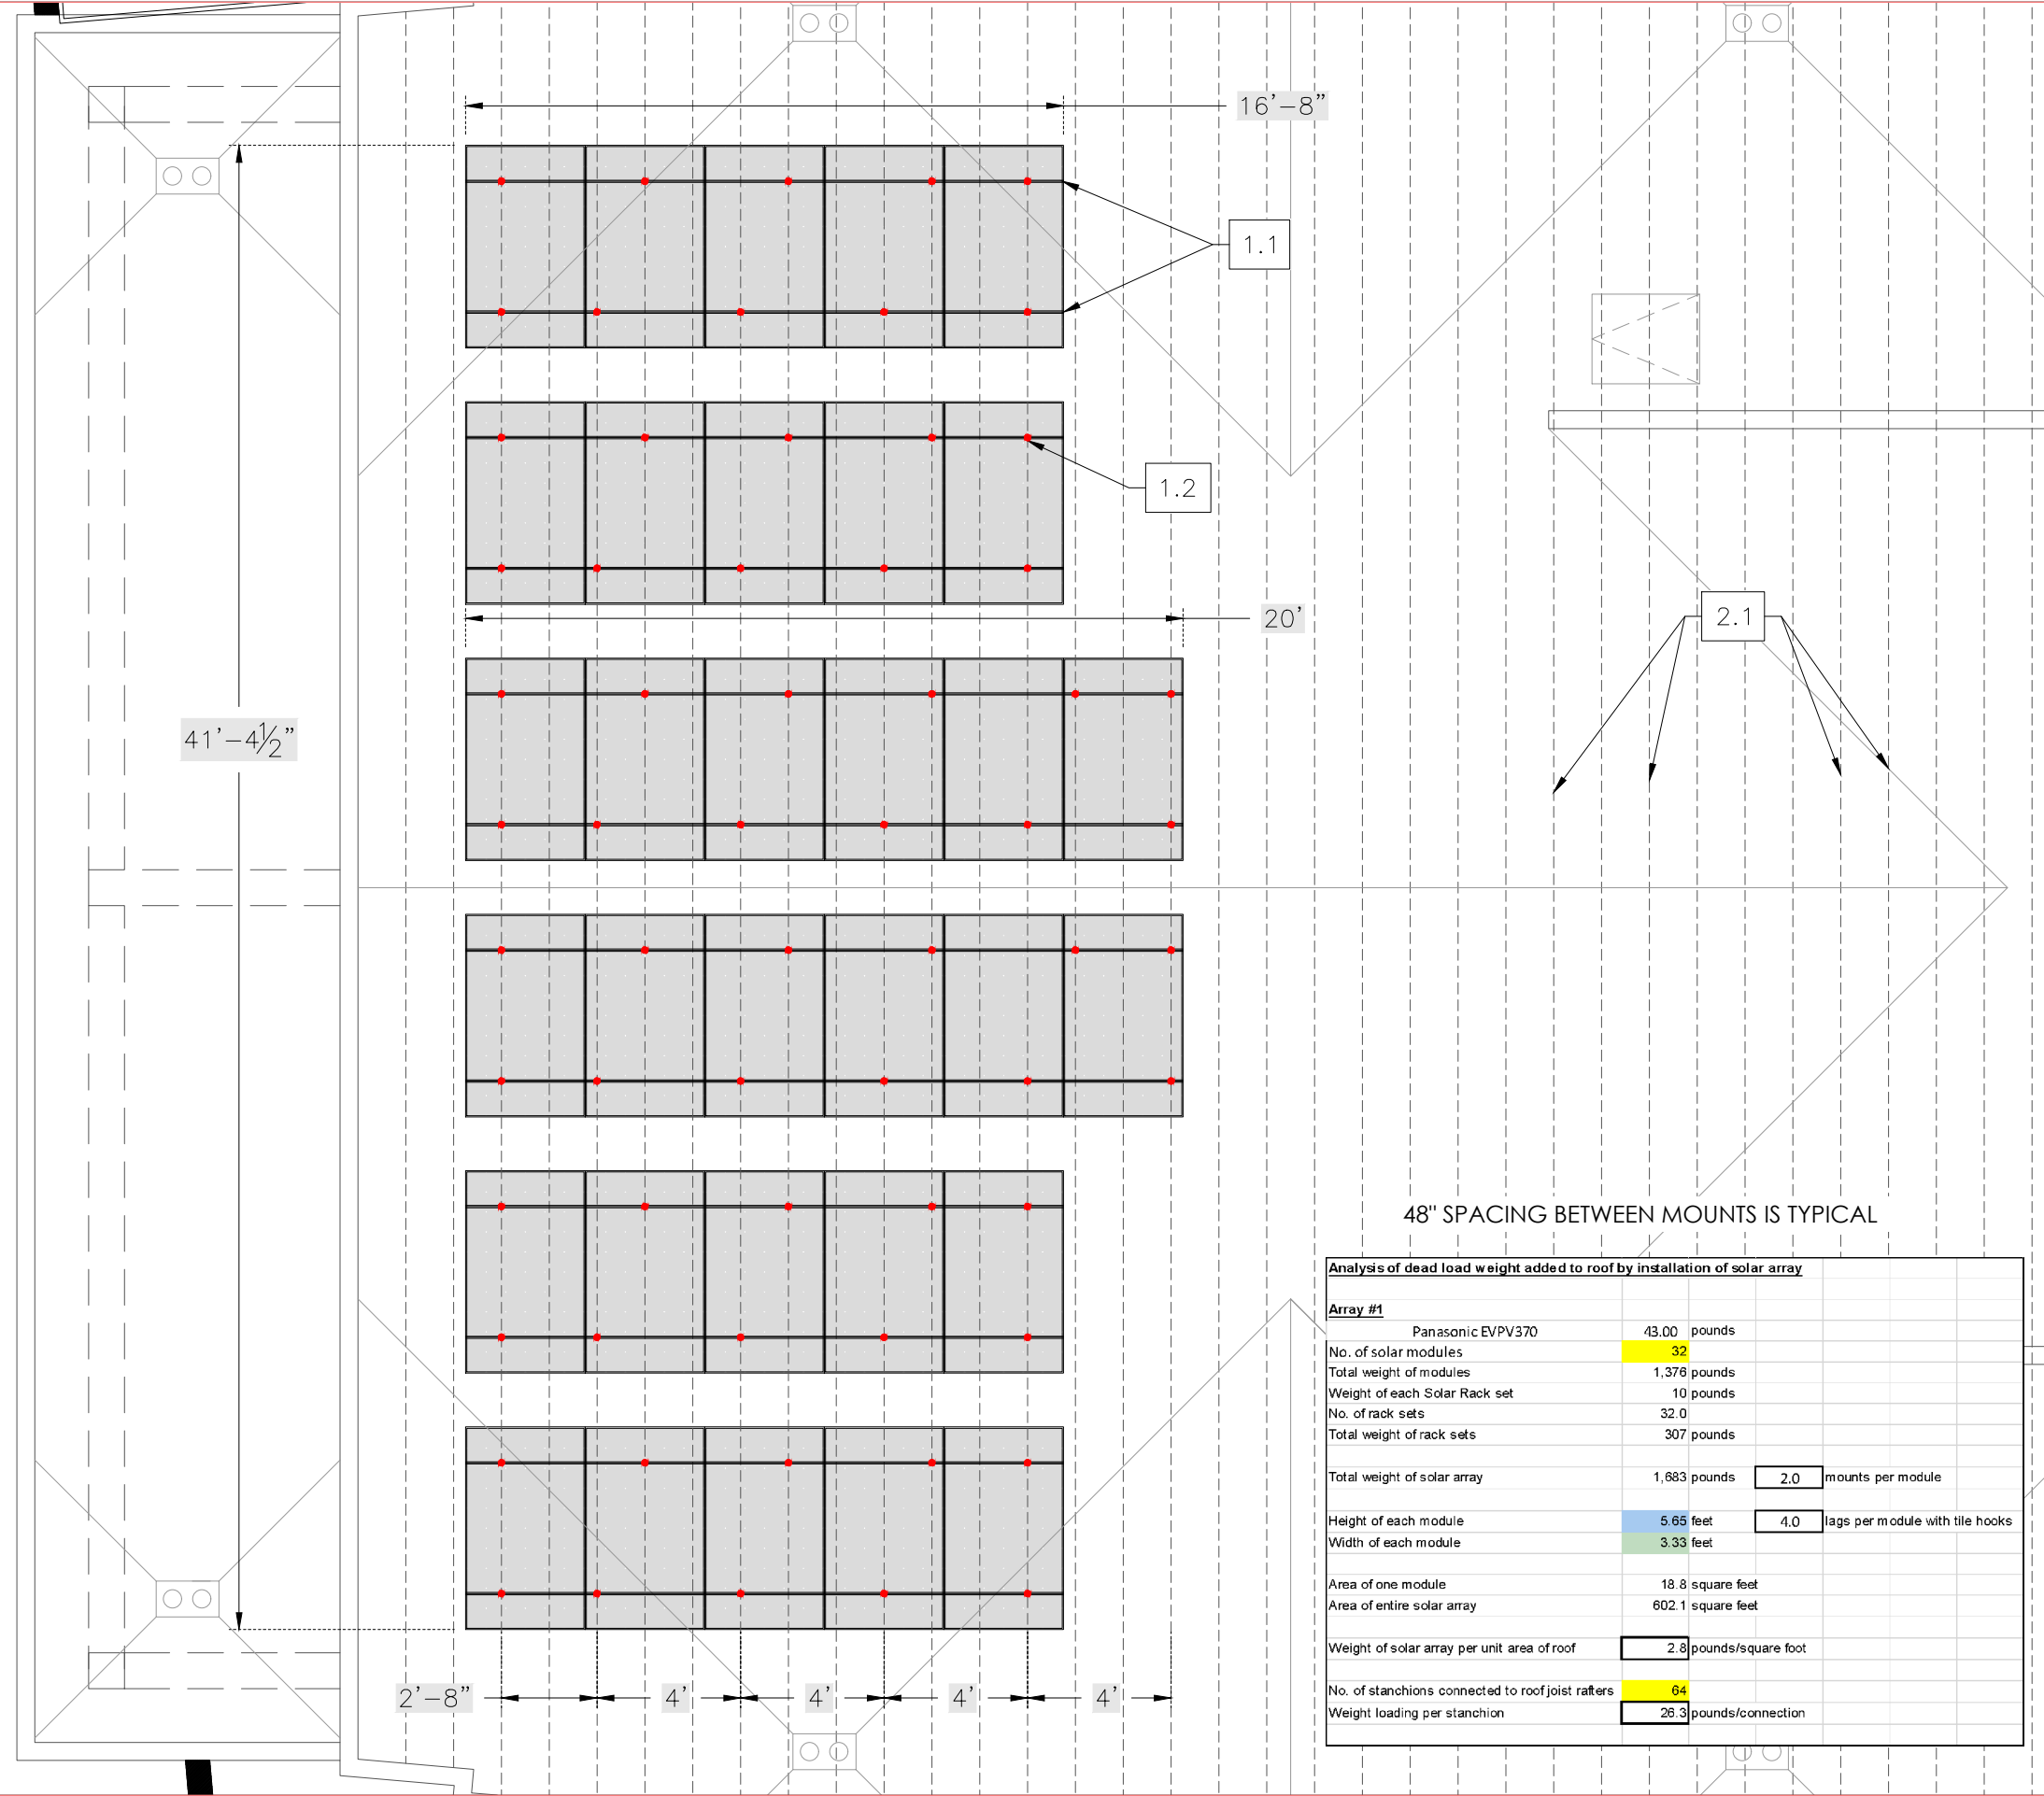 16'-8"
1.1
1.2
20'
2.1
41'-4½"
48" SPACING BETWEEN MOUNTS IS TYPICAL
Analysis of dead load weight added to roof by installation of solar array
Array #1
Panasonic EVPV370 43.00 pounds
No. of solar modules 32
Total weight of modules 1,376 pounds
Weight of each Solar Rack set 10 pounds
No. of rack sets 32.0
Total weight of rack sets 307 pounds
Total weight of solar array 1,683 pounds 2.0 mounts per module
Height of each module 5.65 feet 4.0 lags per module with tile hooks
Width of each module 3.33 feet
Area of one module 18.8 square feet
Area of entire solar array 602.1 square feet
Weight of solar array per unit area of roof 2.8 pounds/square foot
No. of stanchions connected to roof joist rafters 64
Weight loading per stanchion 26.3 pounds/connection
2'-8" 4' 4' 4' 4'